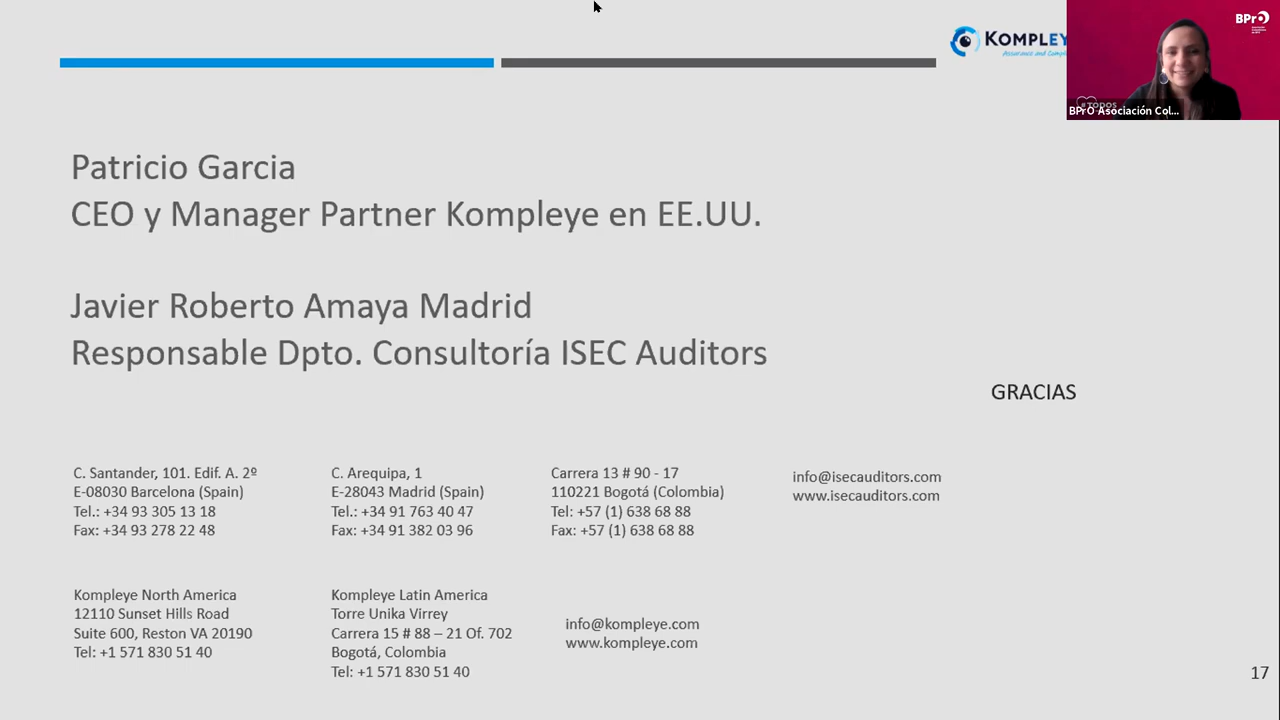 KOMPLEY
Assurance and Compl
BPrO
#TODOS
BPrO Asociación Col...
Patricio Garcia
CEO y Manager Partner Kompleye en EE.UU.
Javier Roberto Amaya Madrid
Responsable Dpto. Consultoría ISEC Auditors
GRACIAS
C. Santander, 101. Edif. A. 2º
E-08030 Barcelona (Spain)
Tel.: +34 93 305 13 18
Fax: +34 93 278 22 48
C. Arequipa, 1
E-28043 Madrid (Spain)
Tel.: +34 91 763 40 47
Fax: +34 91 382 03 96
Carrera 13 # 90 - 17
110221 Bogotá (Colombia)
Tel: +57 (1) 638 68 88
Fax: +57 (1) 638 68 88
info@isecauditors.com
www.isecauditors.com
Kompleye North America
12110 Sunset Hills Road
Suite 600, Reston VA 20190
Tel: +1 571 830 51 40
Kompleye Latin America
Torre Unika Virrey
Carrera 15 # 88 – 21 Of. 702
Bogotá, Colombia
Tel: +1 571 830 51 40
info@kompleye.com
www.kompleye.com
17